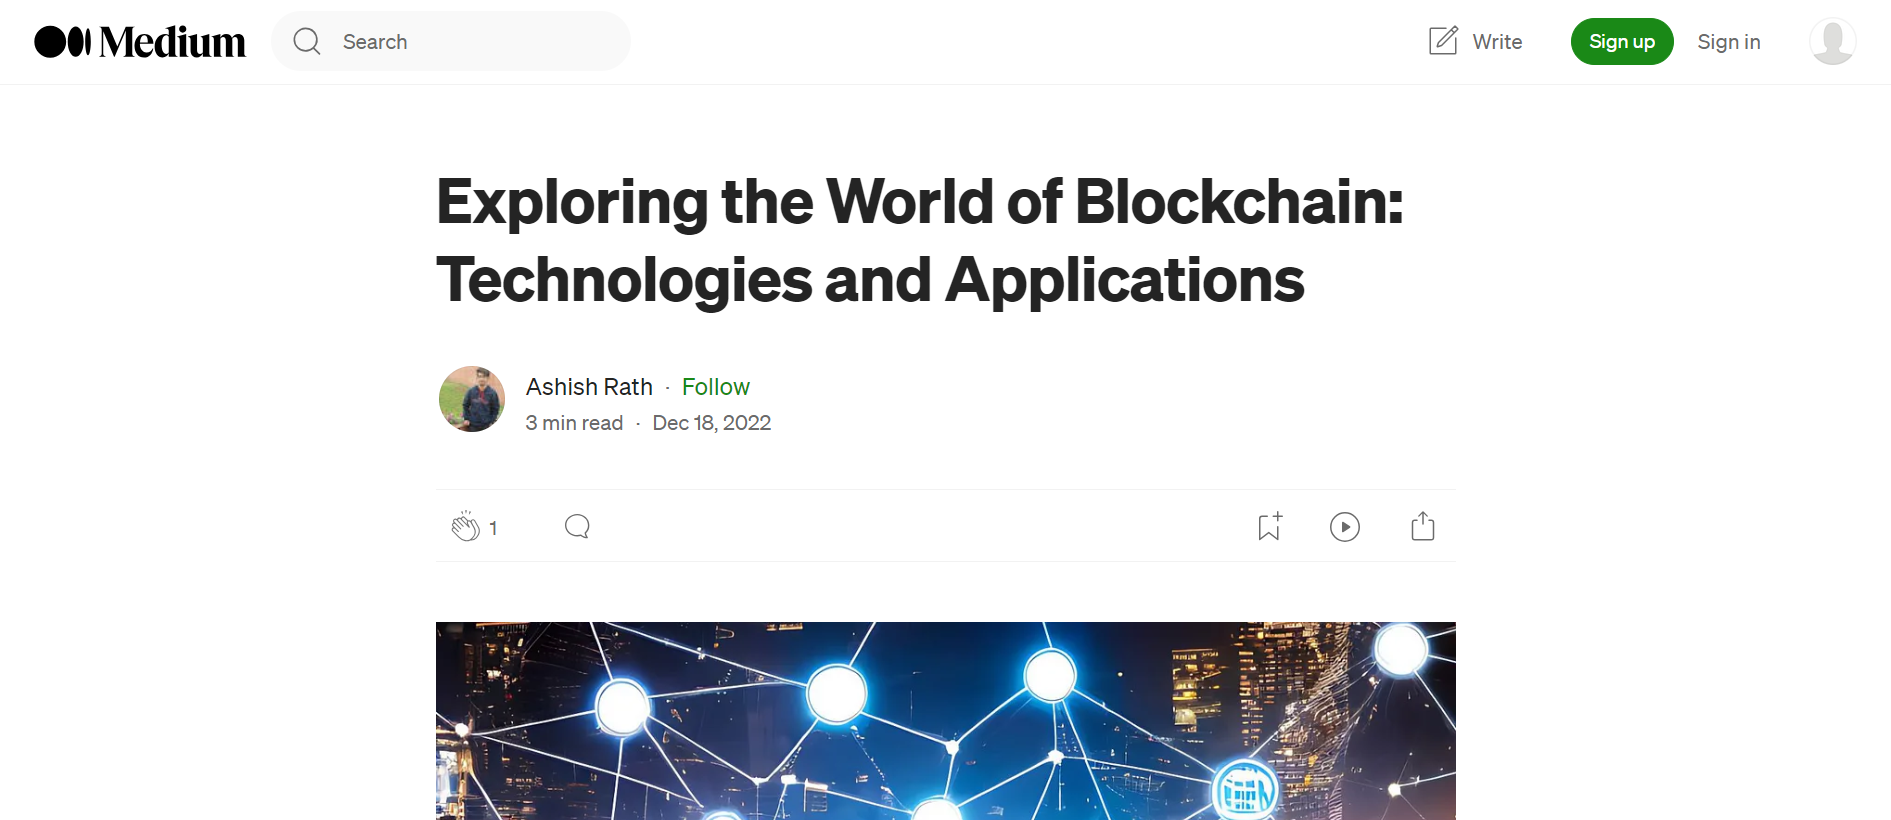 Medium
Search
Write
Sign up
Sign in
Exploring the World of Blockchain:
Technologies and Applications
Ashish Rath · Follow
3 min read · Dec 18, 2022
1